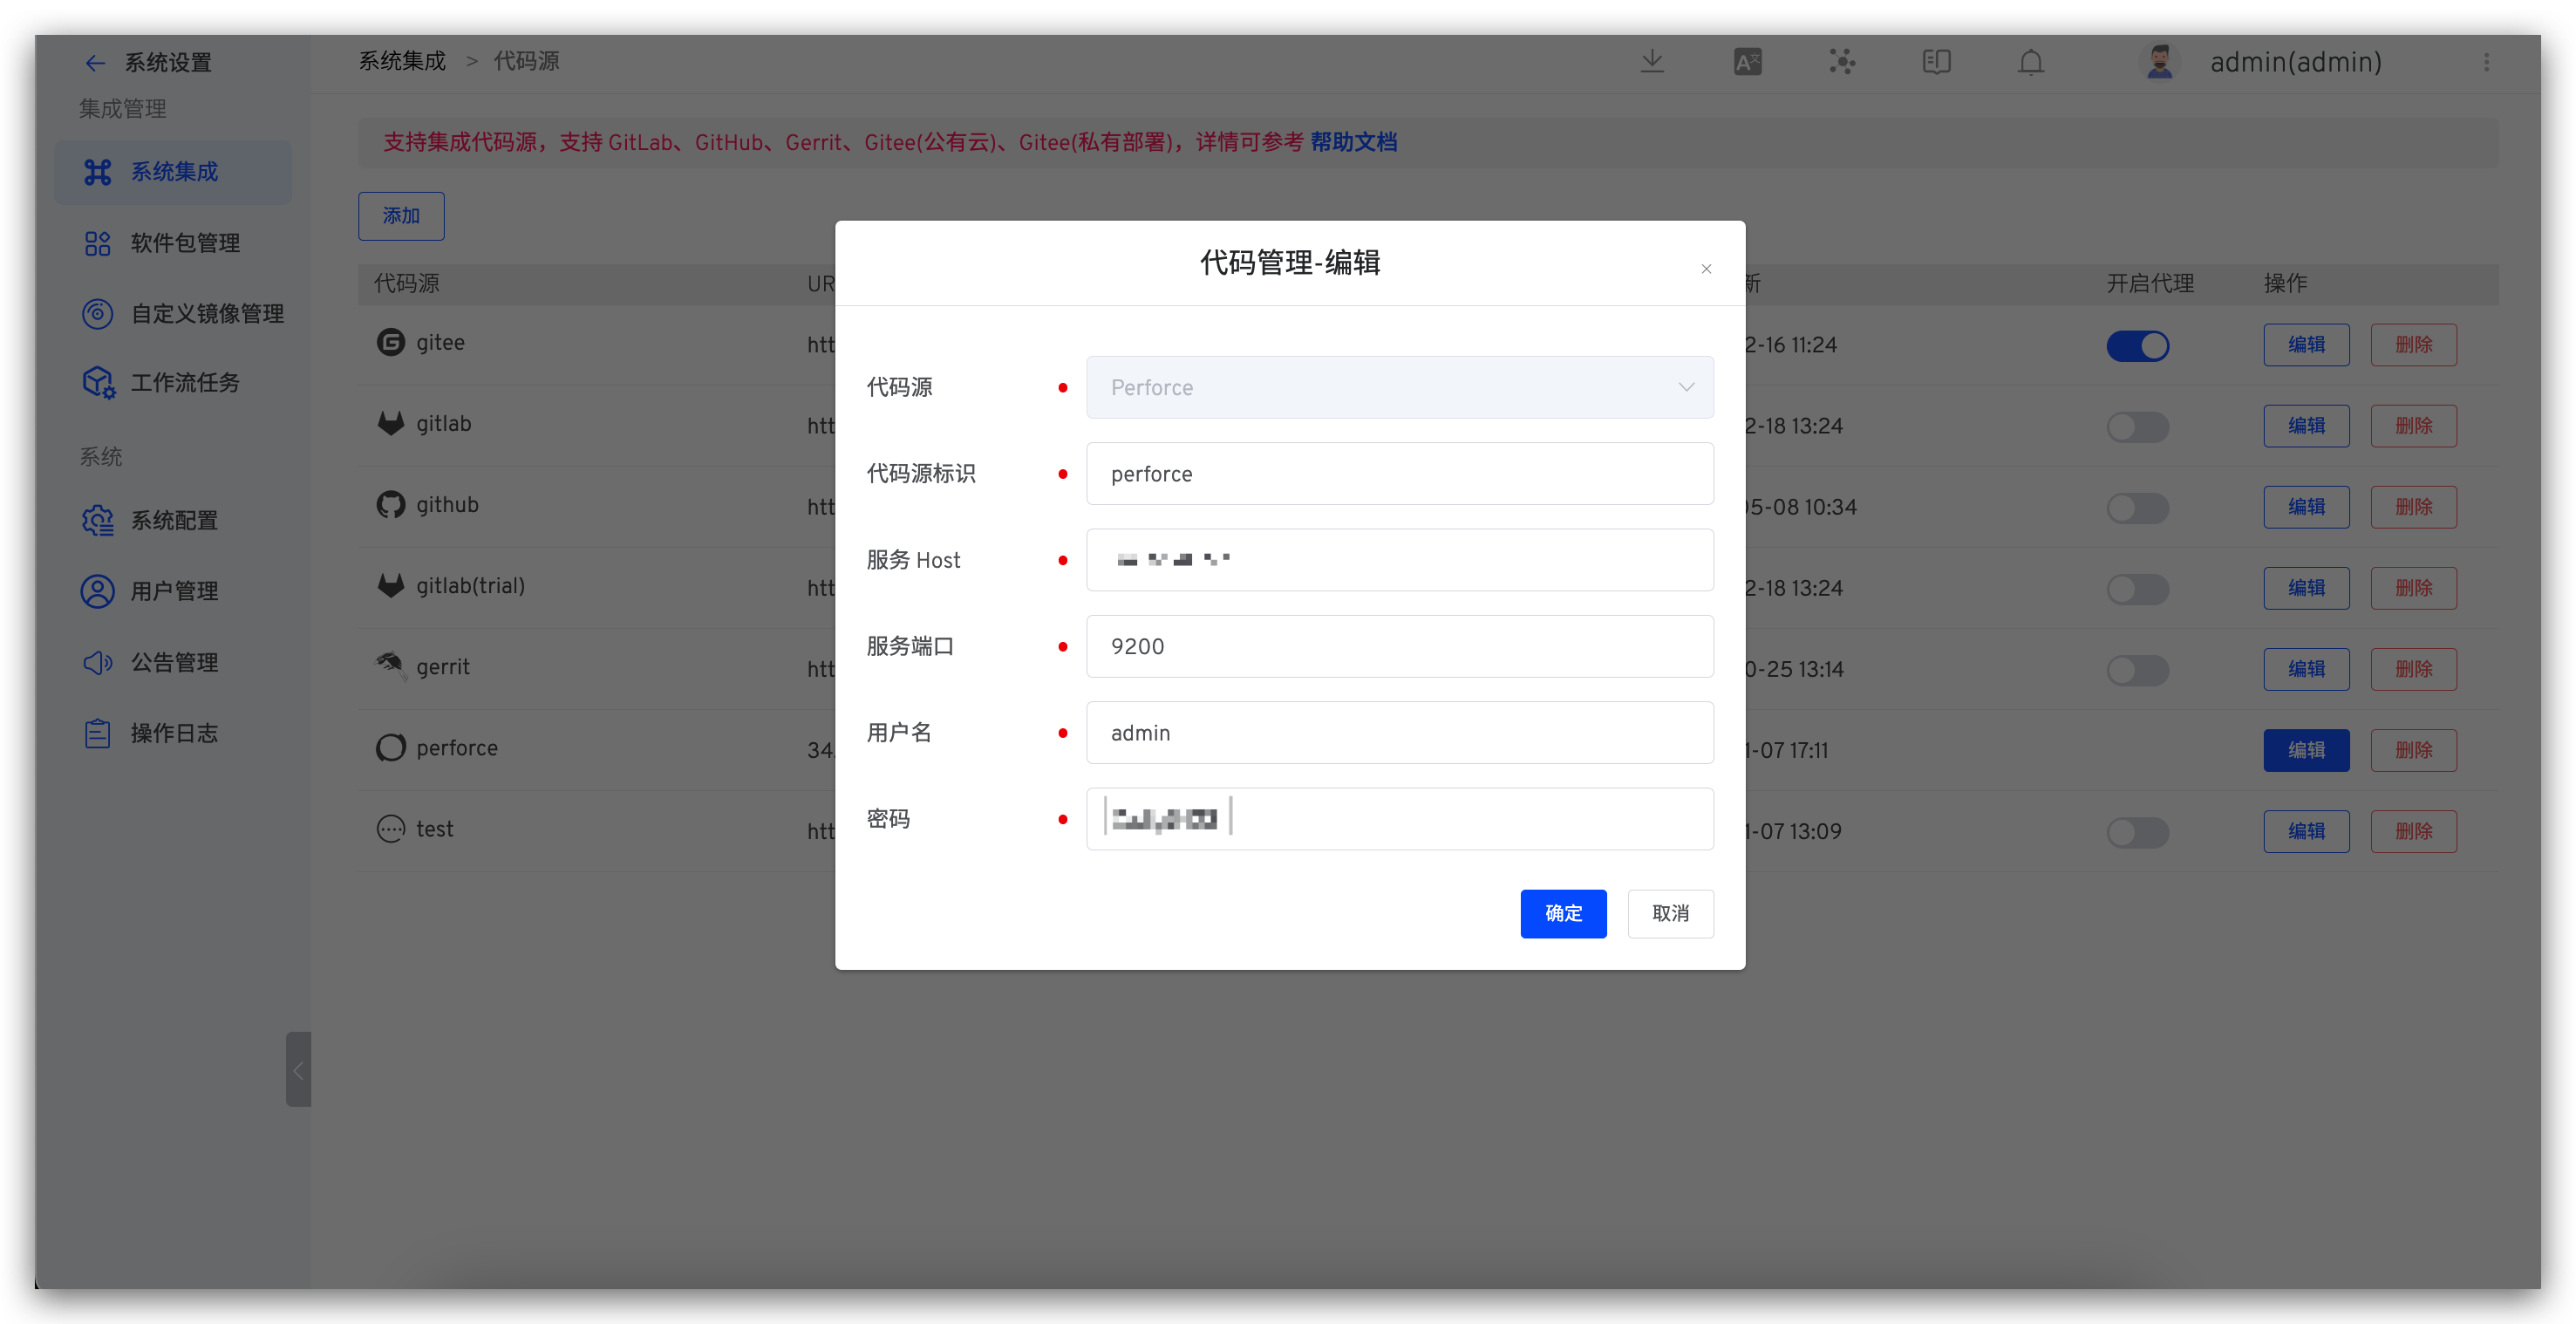 系统设置
系统集成 > 代码源
admin(admin)
集成管理
系统集成
软件包管理
自定义镜像管理
工作流任务
系统
系统配置
用户管理
公告管理
操作日志
支持集成代码源，支持 GitLab、GitHub、Gerrit、Gitee(公有云)、Gitee(私有部署)，详情可参考 帮助文档
添加
代码源 UR 新 开启代理 操作
gitee htt 2-16 11:24 编辑 删除
gitlab htt 2-18 13:24 编辑 删除
github htt 05-08 10:34 编辑 删除
gitlab(trial) htt 2-18 13:24 编辑 删除
gerrit htt 0-25 13:14 编辑 删除
perforce 34. 1-07 17:11 编辑 删除
test htt 1-07 13:09 编辑 删除
代码管理-编辑
代码源 Perforce
代码源标识 perforce
服务 Host
服务端口 9200
用户名 admin
密码
确定 取消